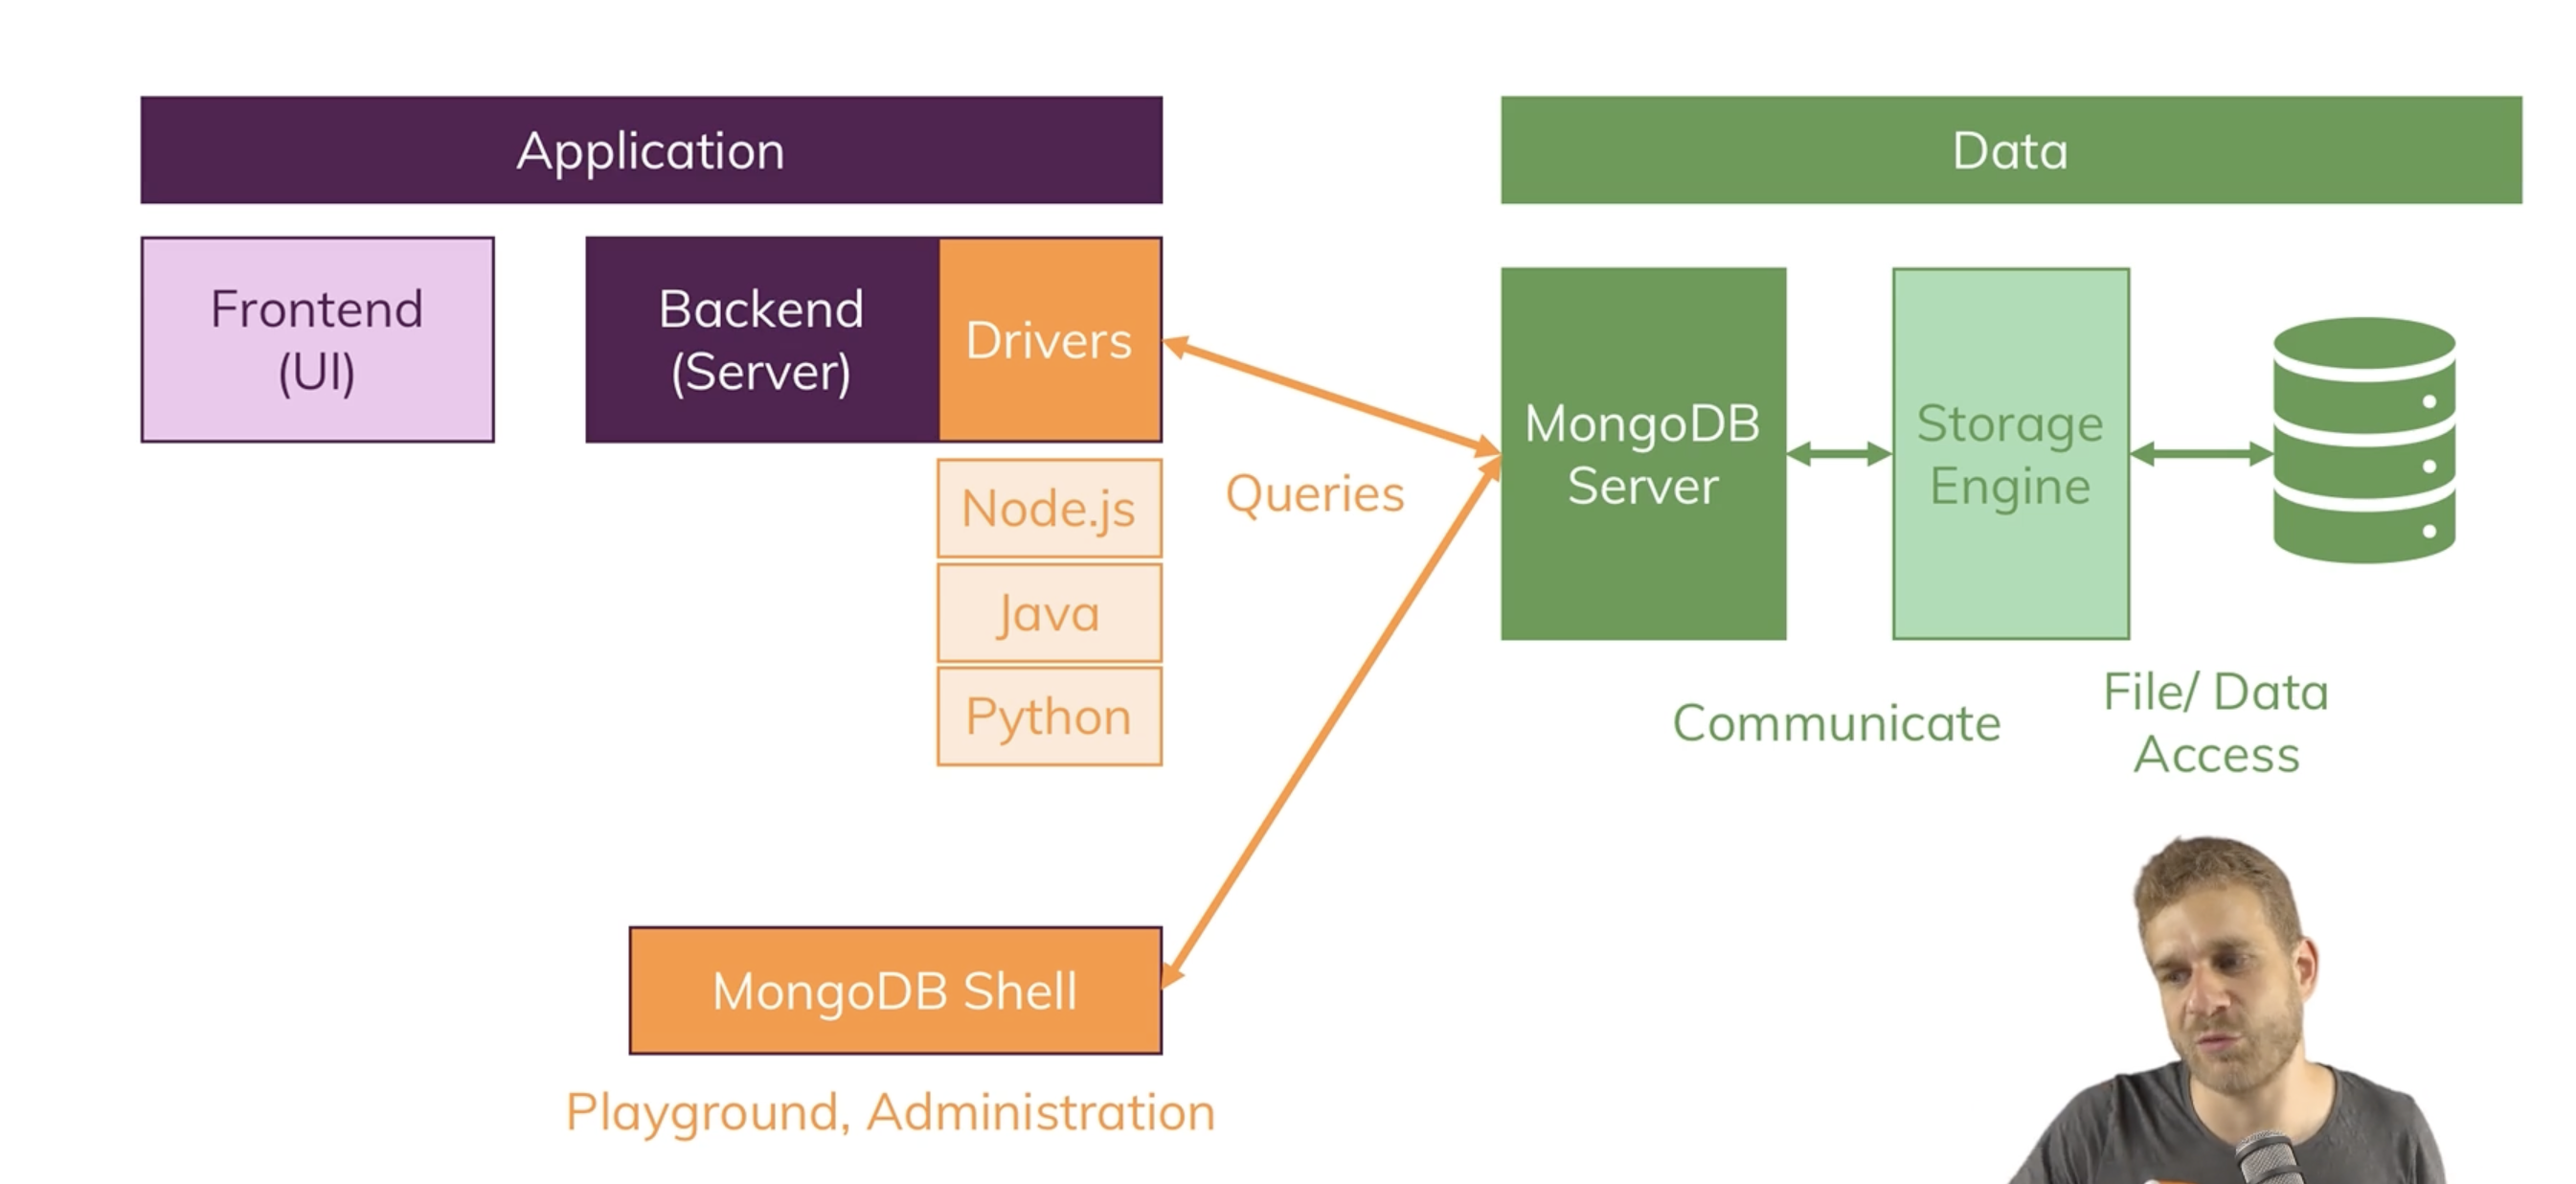 Application
Data
Frontend
(UI)
Backend
(Server)
Drivers
Node.js
Java
Python
Queries
MongoDB
Server
Storage
Engine
Communicate
File/ Data
Access
MongoDB Shell
Playground, Administration